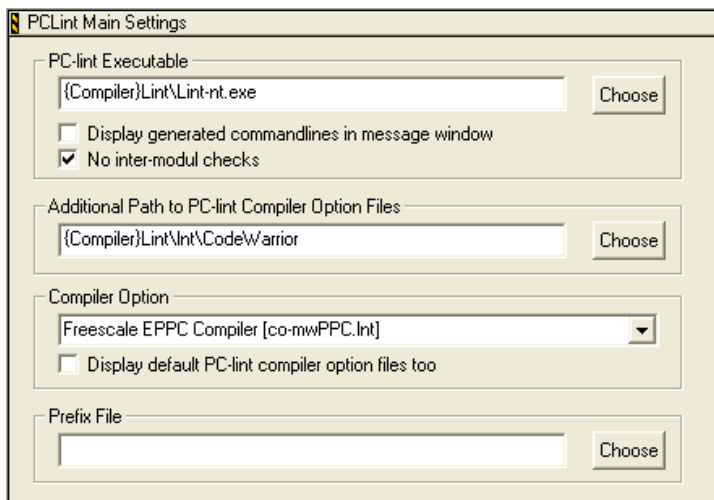 PCLint Main Settings
PC-lint Executable
{Compiler}Lint\Lint-nt.exe
Choose
Display generated commandlines in message window
No inter-modul checks
Additional Path to PC-lint Compiler Option Files
{Compiler}Lint\lnt\CodeWarrior
Choose
Compiler Option
Freescale EPPC Compiler [co-mwPPC.lnt]
Display default PC-lint compiler option files too
Prefix File
Choose